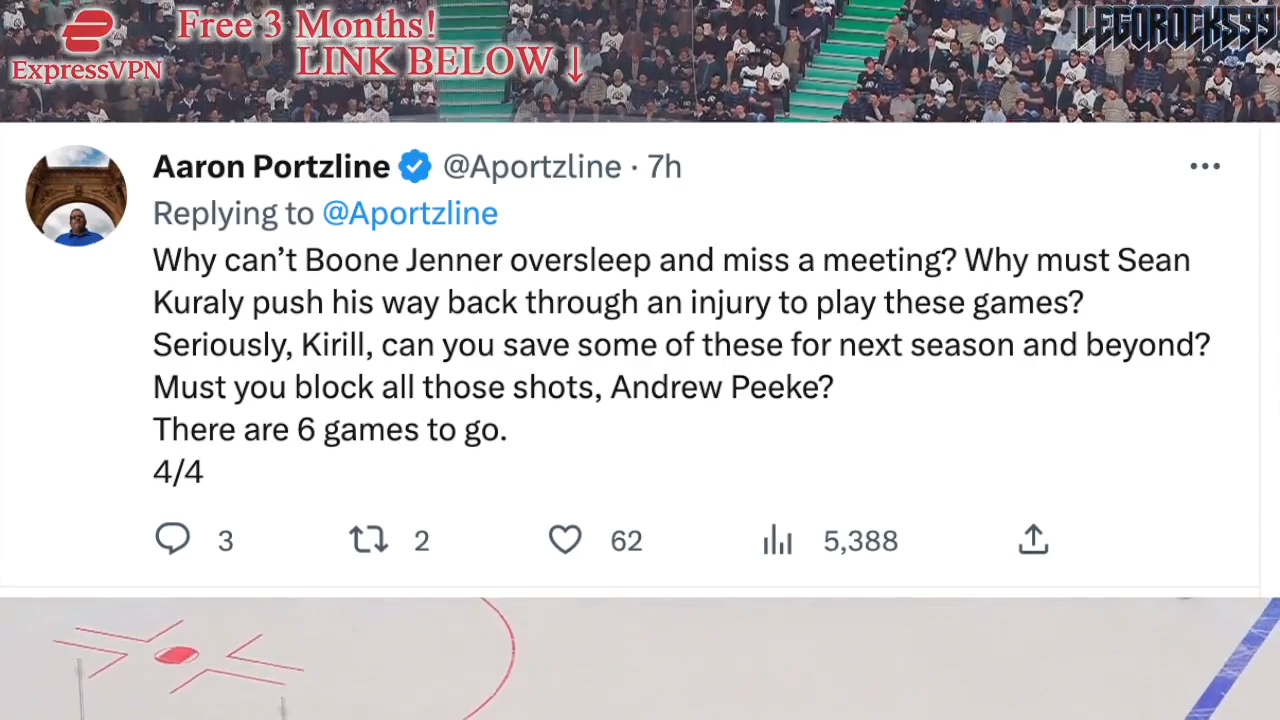 ExpressVPN
Free 3 Months!
LINK BELOW ↓
LEGOROCKS99
Aaron Portzline @Aportzline · 7h
Replying to @Aportzline
Why can’t Boone Jenner oversleep and miss a meeting? Why must Sean
Kuraly push his way back through an injury to play these games?
Seriously, Kirill, can you save some of these for next season and beyond?
Must you block all those shots, Andrew Peeke?
There are 6 games to go.
4/4
3 2 62 5,388